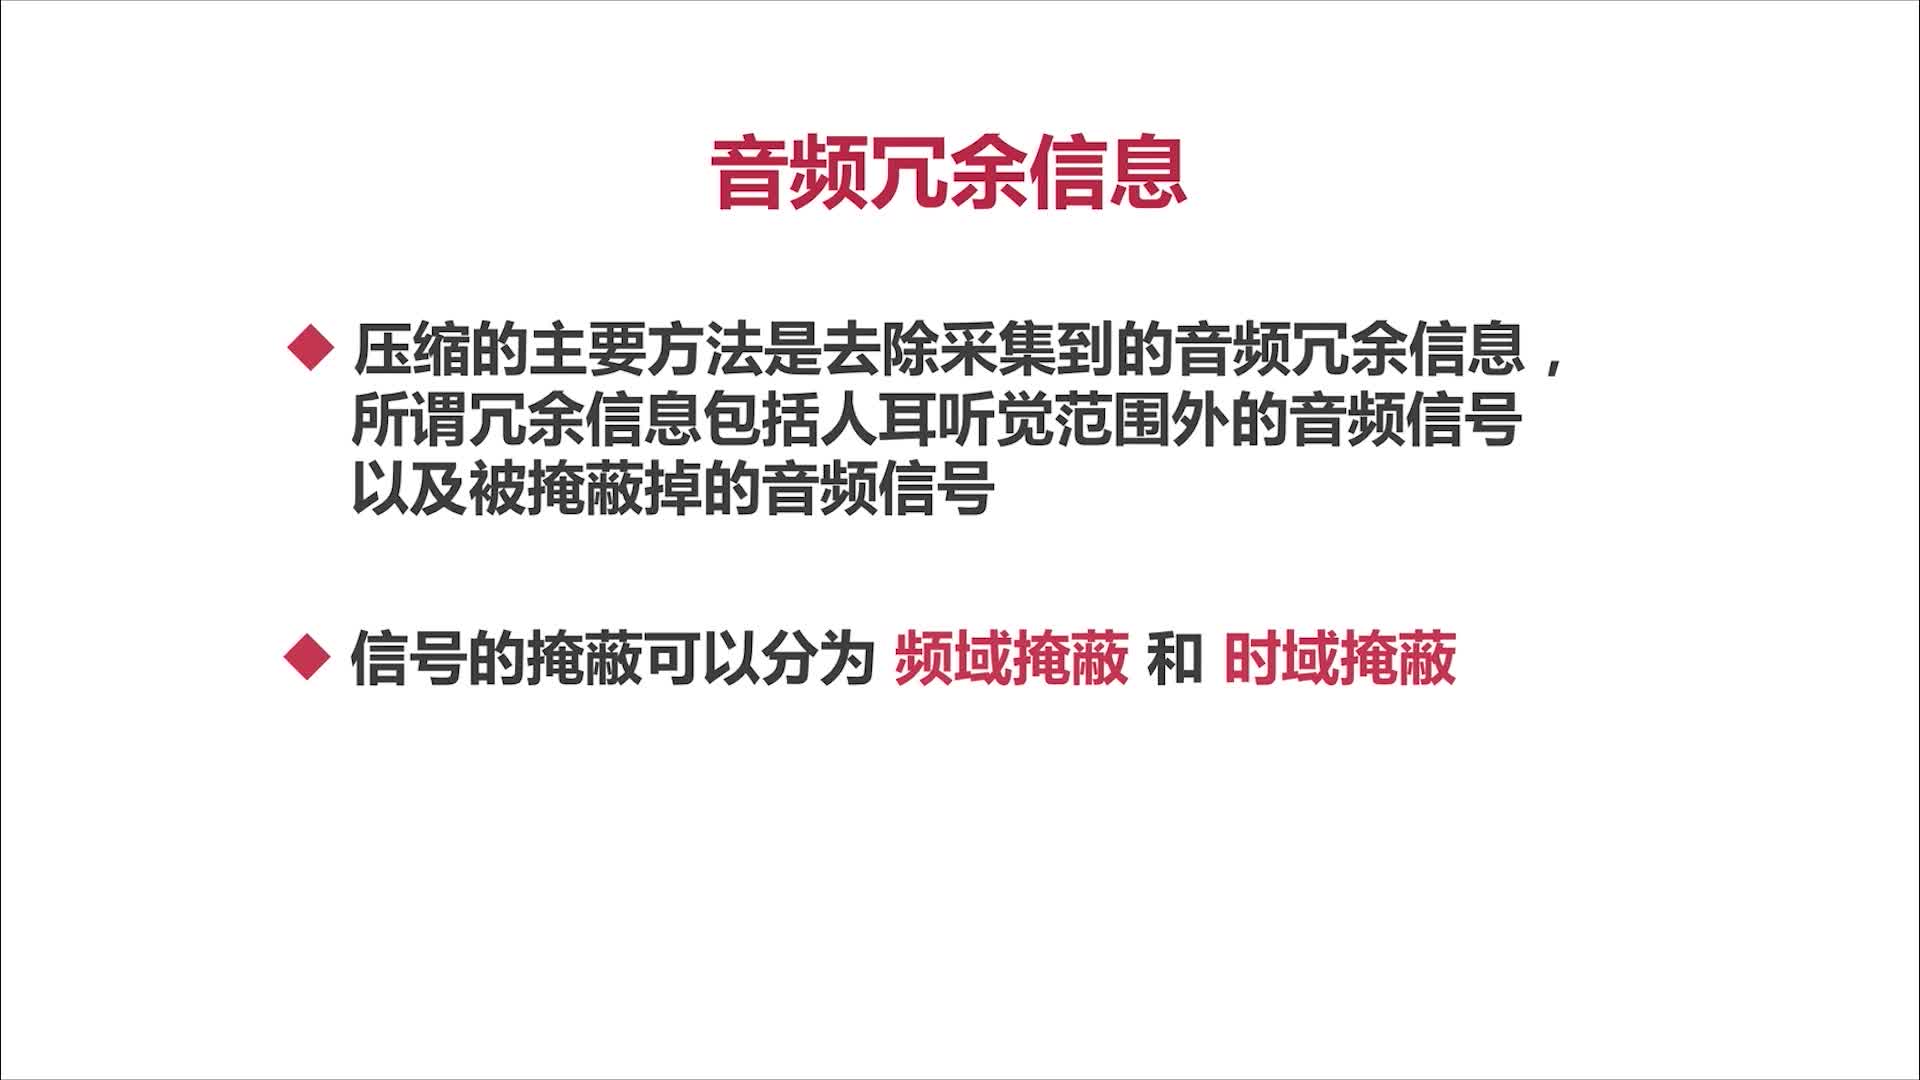 音频冗余信息
压缩的主要方法是去除采集到的音频冗余信息，
所谓冗余信息包括人耳听觉范围外的音频信号
以及被掩蔽掉的音频信号
信号的掩蔽可以分为 频域掩蔽 和 时域掩蔽